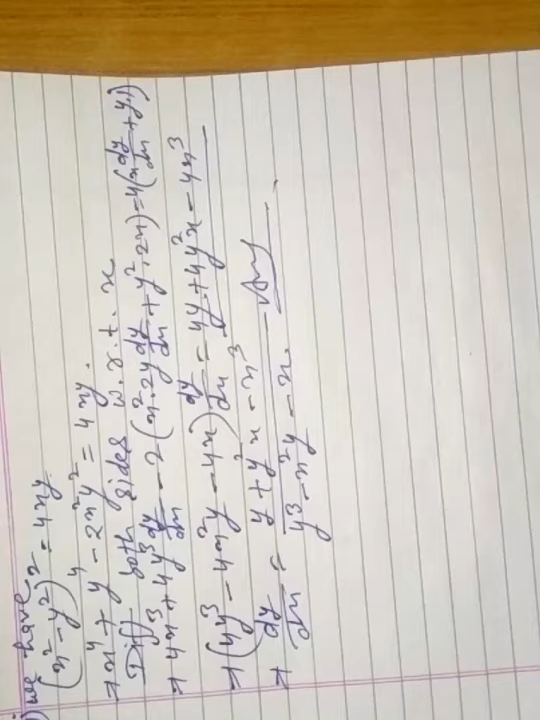 i) we have
(x² - y²)² = 4xy
→ x⁴ + y⁴ - 2x²y² = 4xy.
Diff. both sides w.r.t. x
→ 4x³ + 4y³ dy/dx - 2(x²·2y dy/dx + y²·2x) = 4(x dy/dx + y·1)
→ (4y³ - 4x²y - 4x) dy/dx = 4y + 4y²x - 4x³
→ dy/dx = y + y²x - x³ / y³ - x²y - x. Ans